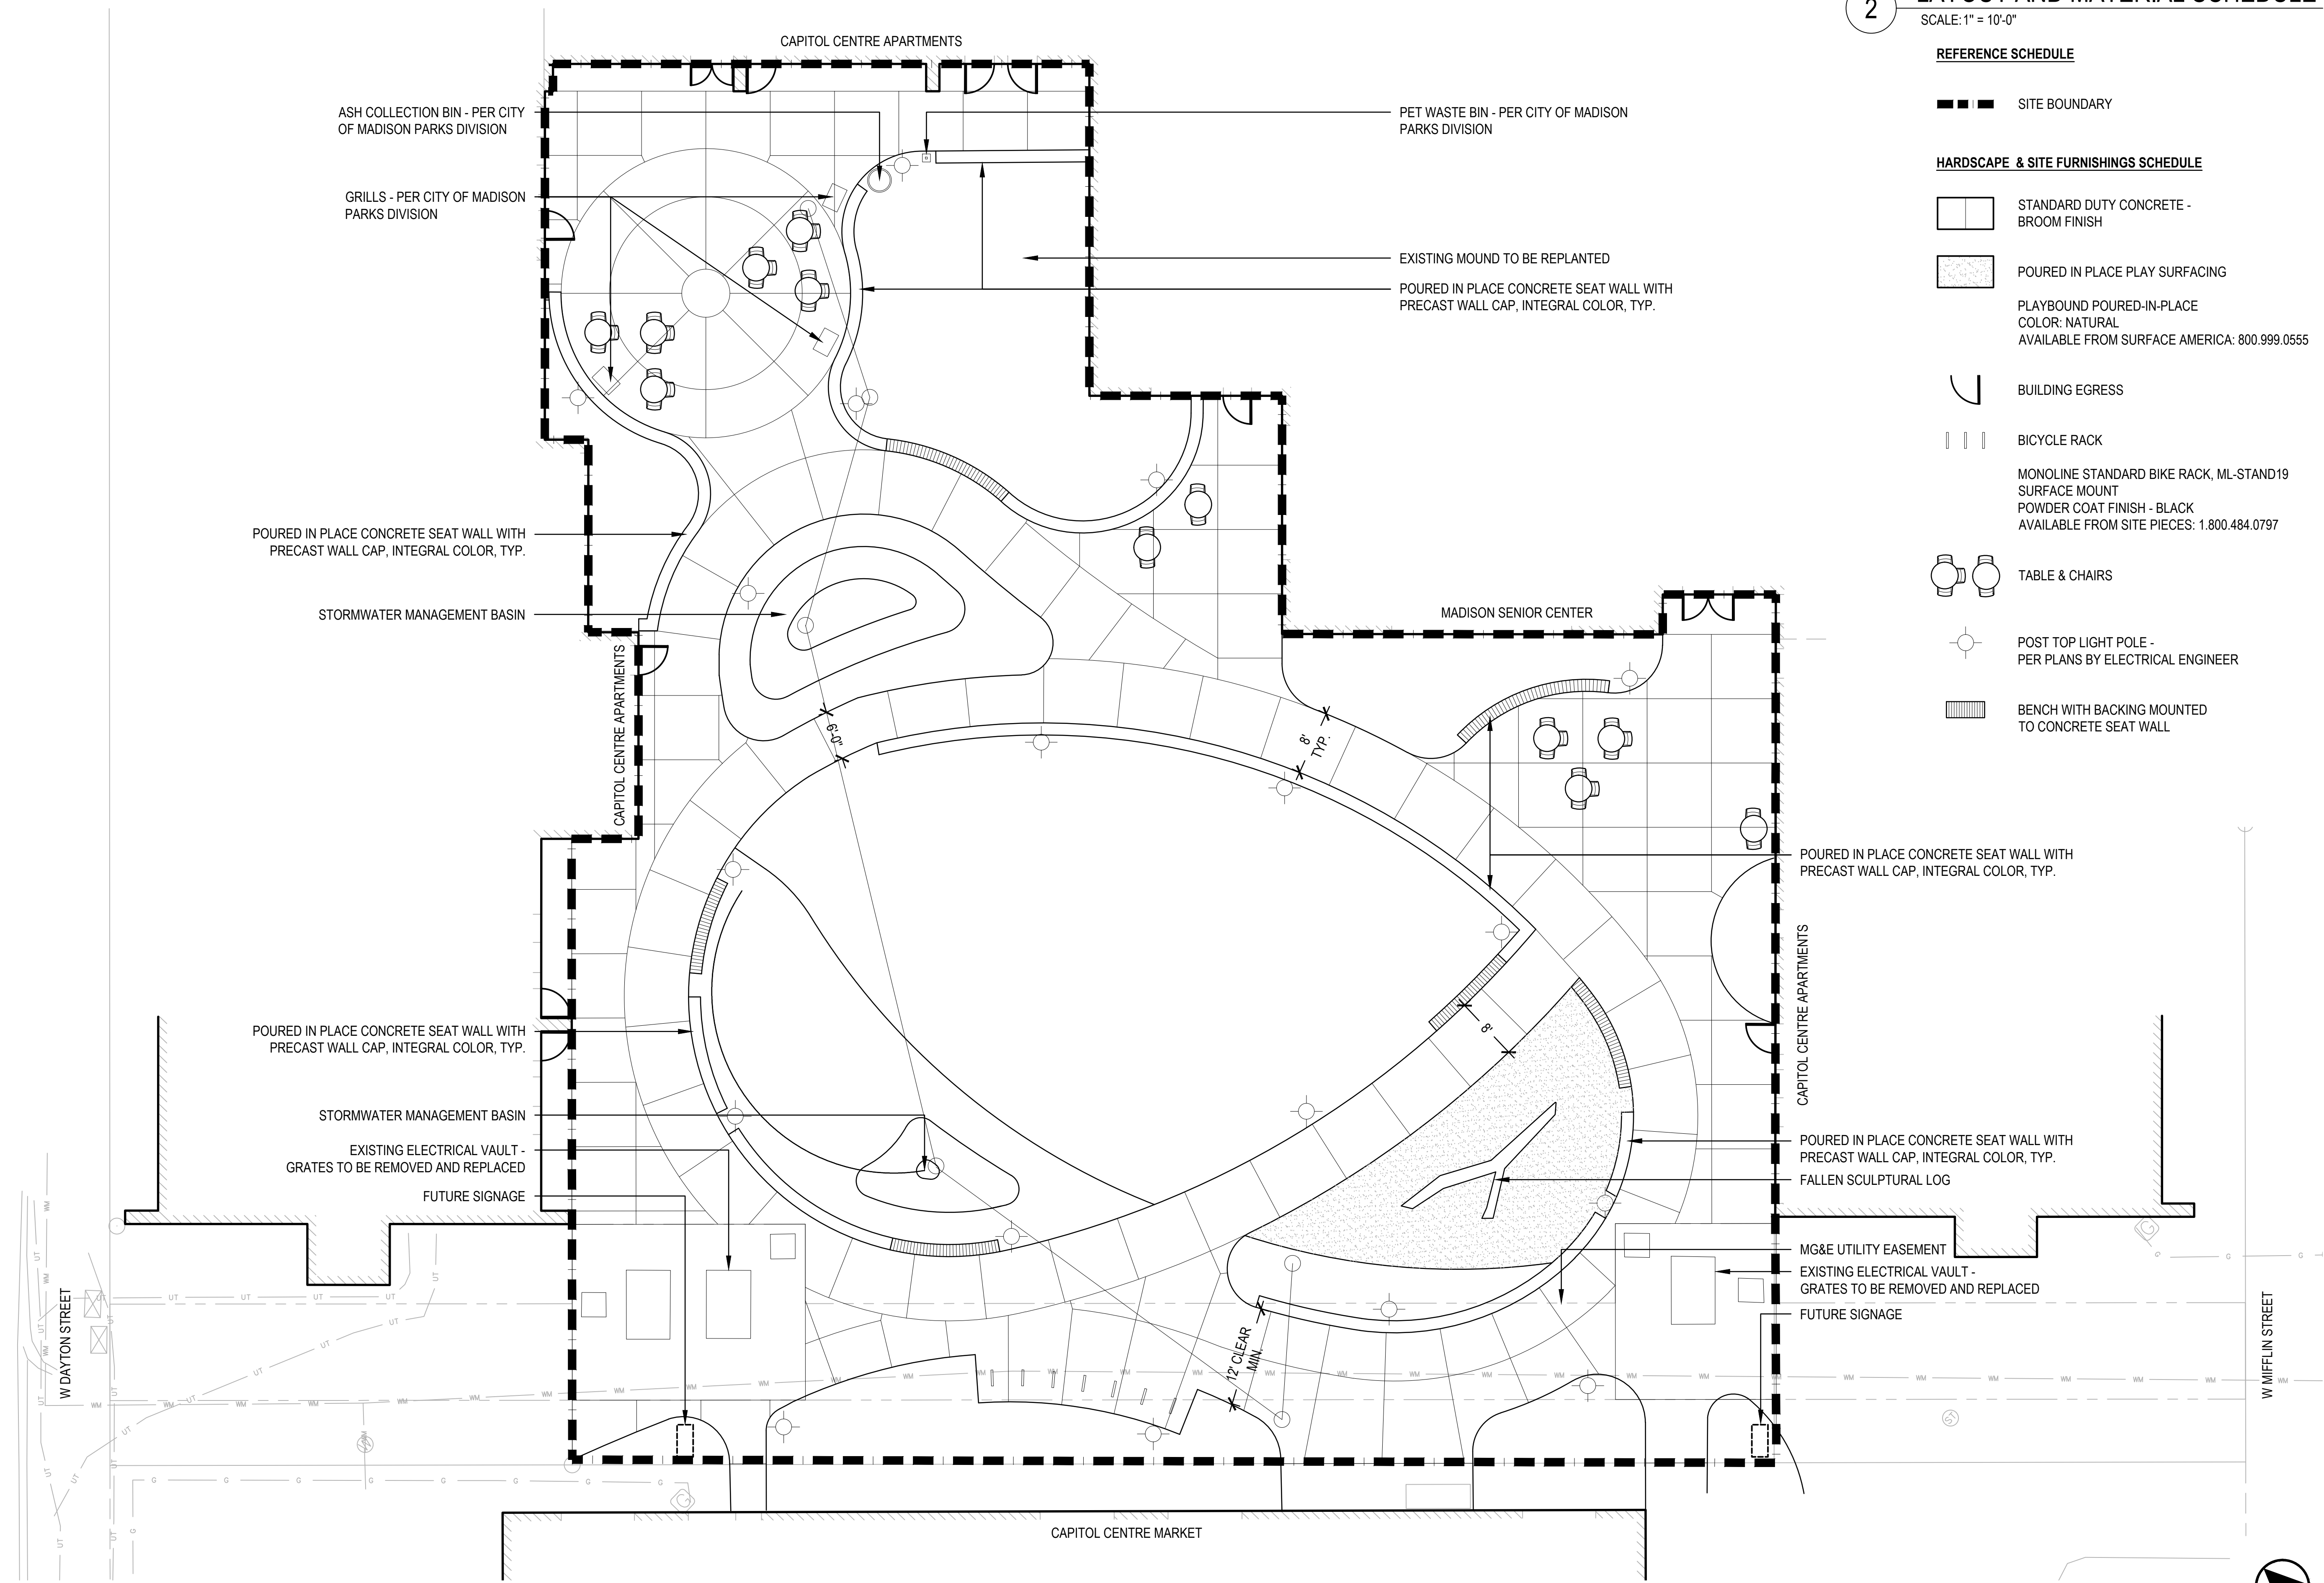 2
LAYOUT AND MATERIAL SCHEDULE
SCALE: 1" = 10'-0"
REFERENCE SCHEDULE
SITE BOUNDARY
HARDSCAPE & SITE FURNISHINGS SCHEDULE
STANDARD DUTY CONCRETE -
BROOM FINISH
POURED IN PLACE PLAY SURFACING
PLAYBOUND POURED-IN-PLACE
COLOR: NATURAL
AVAILABLE FROM SURFACE AMERICA: 800.999.0555
BUILDING EGRESS
BICYCLE RACK
MONOLINE STANDARD BIKE RACK, ML-STAND19
SURFACE MOUNT
POWDER COAT FINISH - BLACK
AVAILABLE FROM SITE PIECES: 1.800.484.0797
TABLE & CHAIRS
POST TOP LIGHT POLE -
PER PLANS BY ELECTRICAL ENGINEER
BENCH WITH BACKING MOUNTED
TO CONCRETE SEAT WALL
CAPITOL CENTRE APARTMENTS
ASH COLLECTION BIN - PER CITY
OF MADISON PARKS DIVISION
GRILLS - PER CITY OF MADISON
PARKS DIVISION
PET WASTE BIN - PER CITY OF MADISON
PARKS DIVISION
EXISTING MOUND TO BE REPLANTED
POURED IN PLACE CONCRETE SEAT WALL WITH
PRECAST WALL CAP, INTEGRAL COLOR, TYP.
POURED IN PLACE CONCRETE SEAT WALL WITH
PRECAST WALL CAP, INTEGRAL COLOR, TYP.
STORMWATER MANAGEMENT BASIN
CAPITOL CENTRE APARTMENTS
MADISON SENIOR CENTER
6'-0"
8'
TYP.
POURED IN PLACE CONCRETE SEAT WALL WITH
PRECAST WALL CAP, INTEGRAL COLOR, TYP.
CAPITOL CENTRE APARTMENTS
8'
POURED IN PLACE CONCRETE SEAT WALL WITH
PRECAST WALL CAP, INTEGRAL COLOR, TYP.
STORMWATER MANAGEMENT BASIN
EXISTING ELECTRICAL VAULT -
GRATES TO BE REMOVED AND REPLACED
FUTURE SIGNAGE
POURED IN PLACE CONCRETE SEAT WALL WITH
PRECAST WALL CAP, INTEGRAL COLOR, TYP.
FALLEN SCULPTURAL LOG
MG&E UTILITY EASEMENT
EXISTING ELECTRICAL VAULT -
GRATES TO BE REMOVED AND REPLACED
FUTURE SIGNAGE
12' CLEAR
MIN.
W DAYTON STREET
W MIFFLIN STREET
CAPITOL CENTRE MARKET